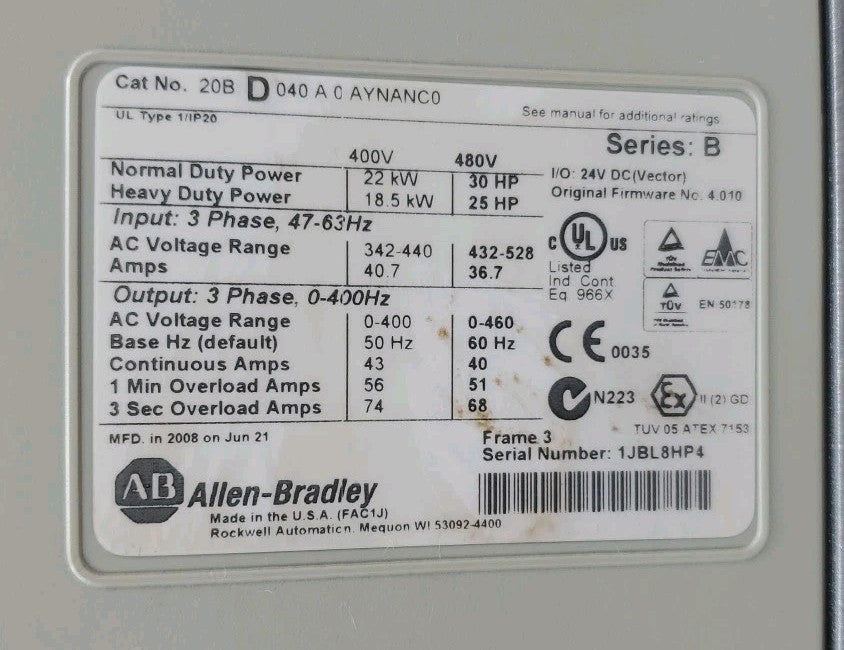 Cat No. 20B D 040 A 0 AYNANC0
UL Type 1/IP20
See manual for additional ratings
Series: B
400V 480V
Normal Duty Power 22 kW 30 HP
Heavy Duty Power 18.5 kW 25 HP
I/O: 24V DC(Vector)
Original Firmware No. 4.010
Input: 3 Phase, 47-63Hz
AC Voltage Range 342-440 432-528
Amps 40.7 36.7
Output: 3 Phase, 0-400Hz
AC Voltage Range 0-400 0-460
Base Hz (default) 50 Hz 60 Hz
Continuous Amps 43 40
1 Min Overload Amps 56 51
3 Sec Overload Amps 74 68
C UL US
Listed
Ind Cont
Eq. 966X
EMC
TÜV
EN 50178
CE 0035
N223
Ex II (2) GD
TUV 05 ATEX 7153
MFD. in 2008 on Jun 21
Frame 3
Serial Number: 1JBL8HP4
AB Allen-Bradley
Made in the U.S.A. (FAC1J)
Rockwell Automation. Mequon WI 53092-4400